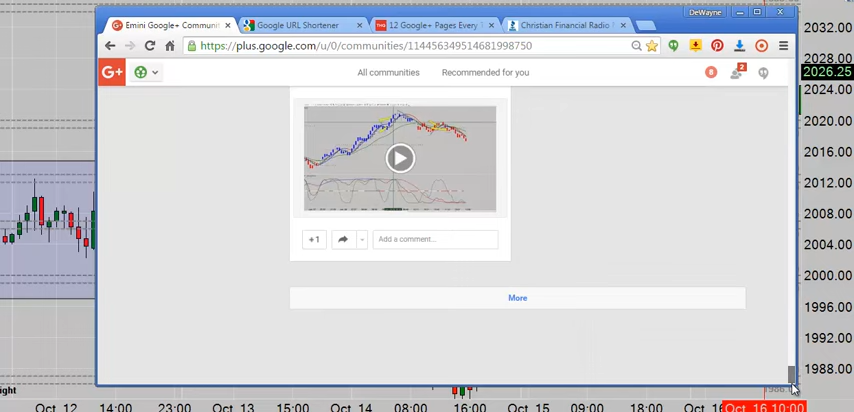 DeWayne
Emini Google+ Communi
Google URL Shortener
12 Google+ Pages Every T
Christian Financial Radio N
https://plus.google.com/u/0/communities/114456349514681998750
G+
All communities
Recommended for you
8
2
+1
Add a comment...
More
2032.00
2028.00
2026.25
2024.00
2020.00
2016.00
2012.00
2008.00
2004.00
2000.00
1996.00
1992.00
1988.00
ight
Oct 12
14:00
23:00
Oct 13
15:00
Oct 14
08:00
16:00
Oct 15
09:00
18:00
Oct 16
Oct 16 10:00